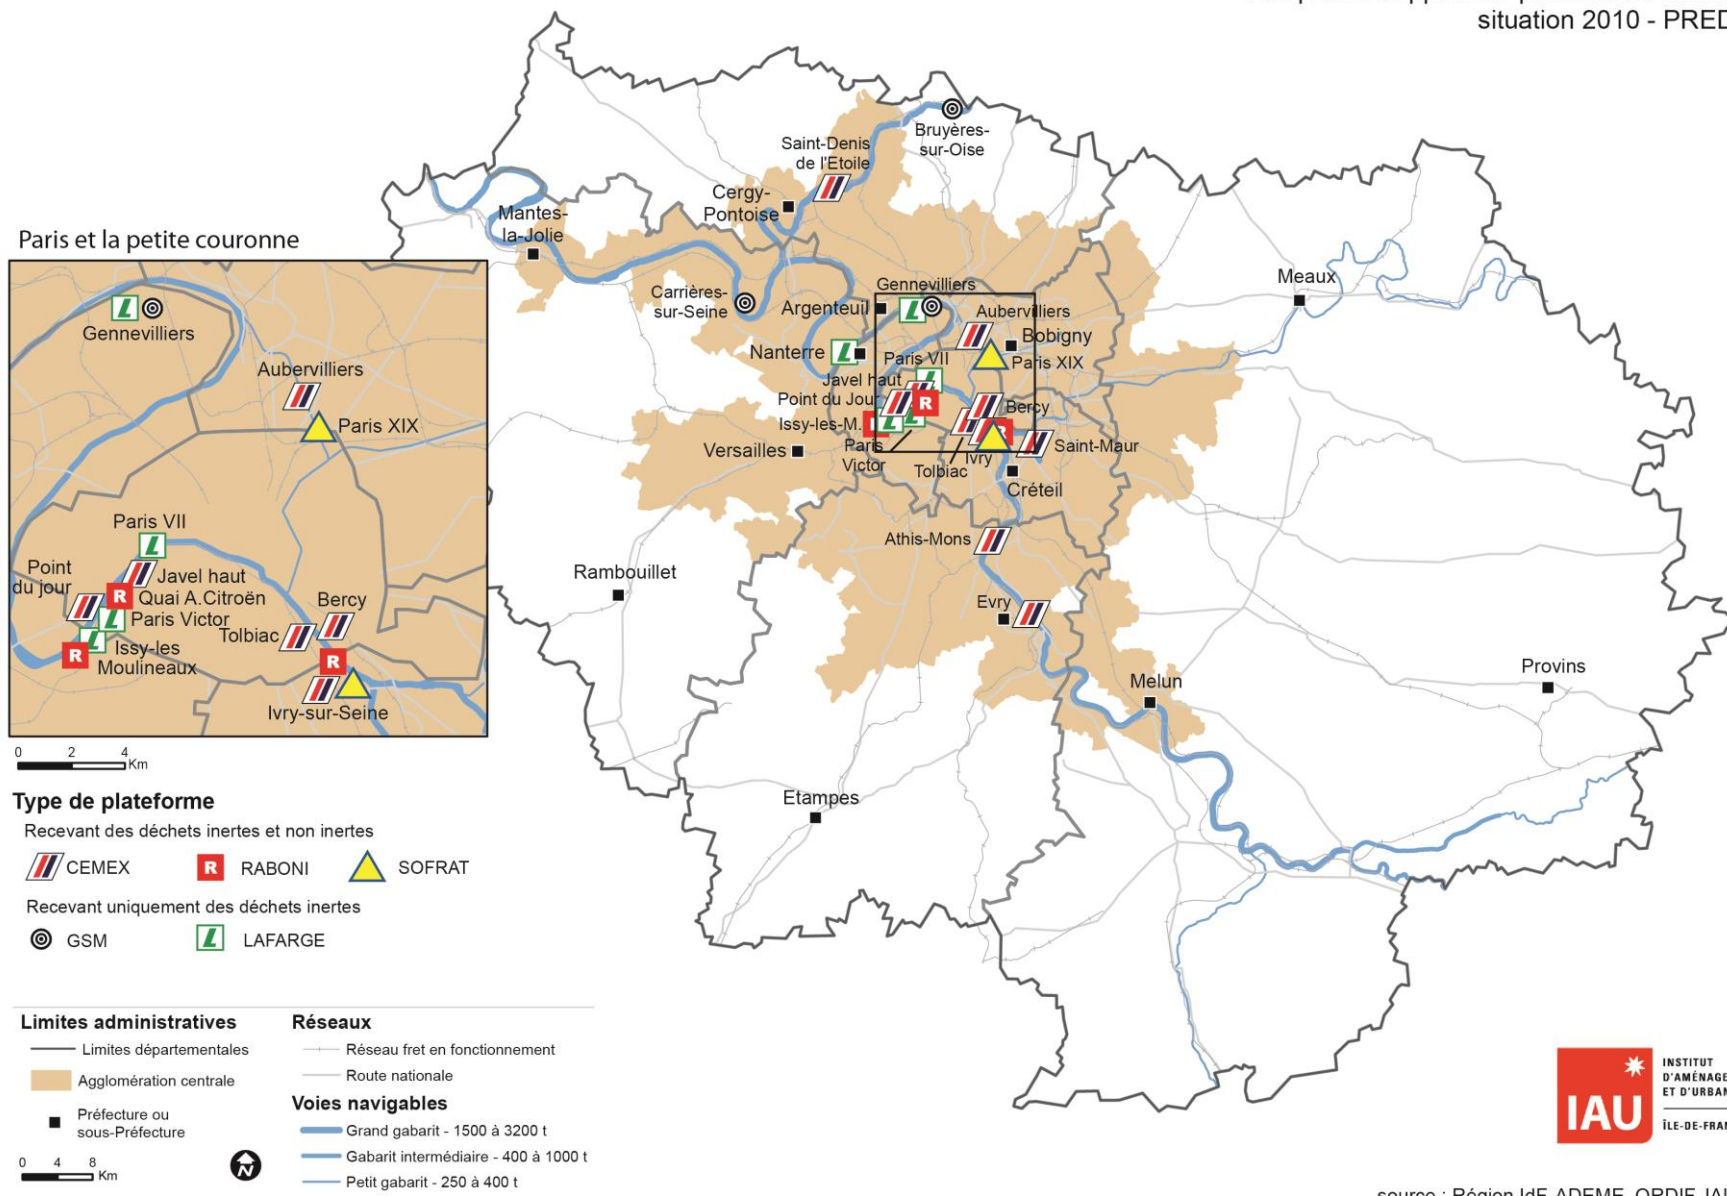 situation 2010 - PRED
Bruyères-
sur-Oise
Saint-Denis
de l'Etoile
Cergy-
Pontoise
Mantes-
la-Jolie
Carrières-
sur-Seine
Argenteuil
Gennevilliers
Aubervilliers
Bobigny
Nanterre
Paris VII
Paris XIX
Javel haut
Point du Jour
R
Bercy
Issy-les-M.
Paris
Victor
Tolbiac
Ivry
Saint-Maur
Versailles
Créteil
Meaux
Athis-Mons
Rambouillet
Evry
Melun
Provins
Etampes
Paris et la petite couronne
L
Gennevilliers
Aubervilliers
Paris XIX
Paris VII
L
Point
du jour
Javel haut
R
Quai A.Citroën
Paris Victor
Bercy
Tolbiac
L
R
Issy-les
Moulineaux
R
Ivry-sur-Seine
0 2 4
Km
Type de plateforme
Recevant des déchets inertes et non inertes
CEMEX
R RABONI
SOFRAT
Recevant uniquement des déchets inertes
GSM
L LAFARGE
Limites administratives
Limites départementales
Agglomération centrale
Préfecture ou
sous-Préfecture
0 4 8
Km
N
Réseaux
Réseau fret en fonctionnement
Route nationale
Voies navigables
Grand gabarit - 1500 à 3200 t
Gabarit intermédiaire - 400 à 1000 t
Petit gabarit - 250 à 400 t
IAU
INSTITUT
D'AMÉNAGE
ET D'URBAN
ÎLE-DE-FRAN
source : Région IdF, ADEME, ORDIF, IAU